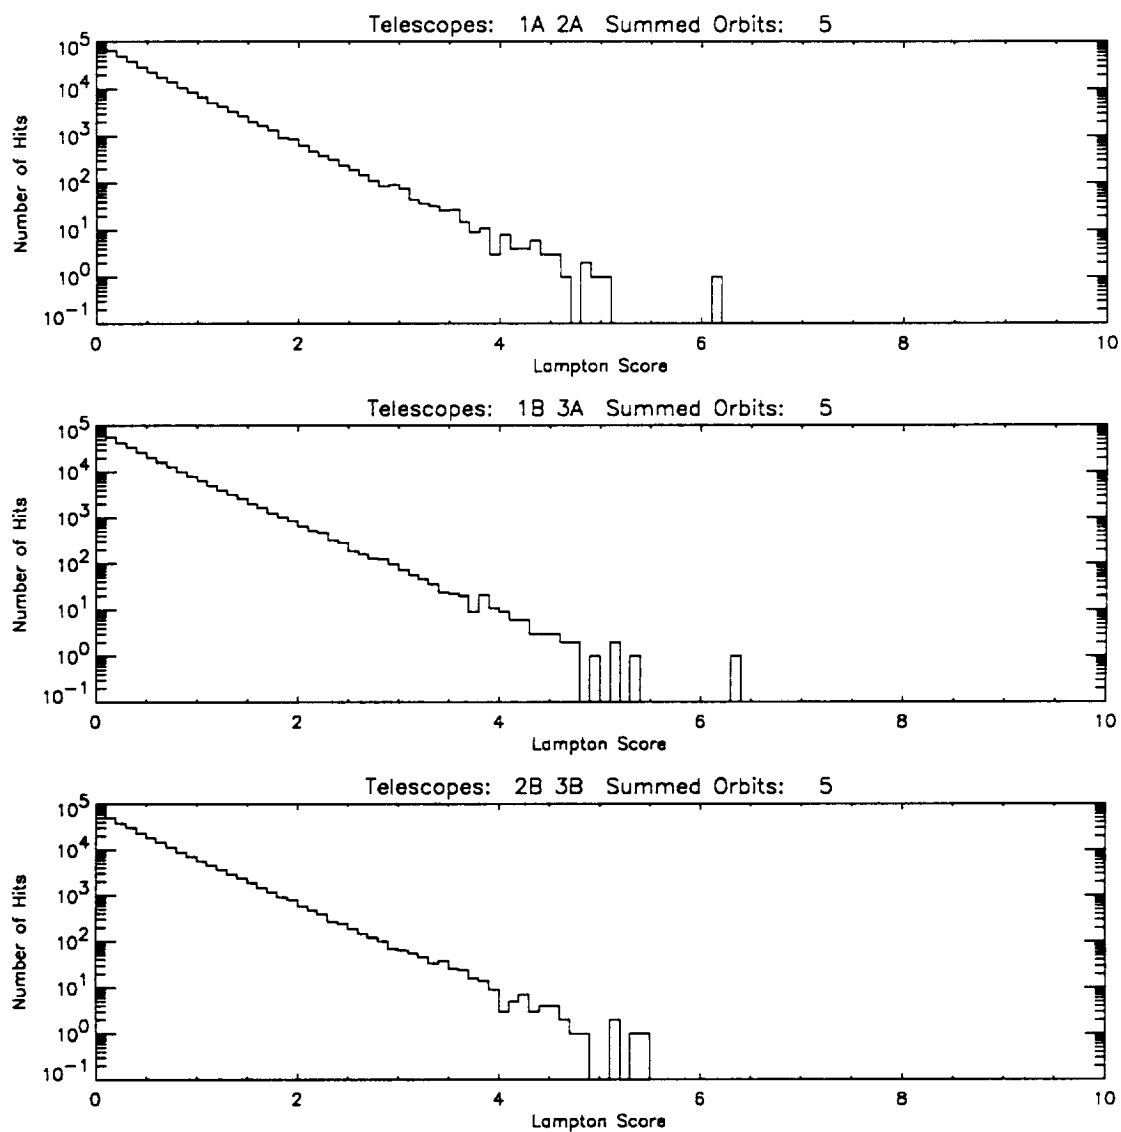 Telescopes: 1A 2A Summed Orbits: 5
10^5
10^4
10^3
10^2
10^1
10^0
10^-1
Number of Hits
0 2 4 6 8 10
Lampton Score
Telescopes: 1B 3A Summed Orbits: 5
10^5
10^4
10^3
10^2
10^1
10^0
10^-1
Number of Hits
0 2 4 6 8 10
Lampton Score
Telescopes: 2B 3B Summed Orbits: 5
10^5
10^4
10^3
10^2
10^1
10^0
10^-1
Number of Hits
0 2 4 6 8 10
Lampton Score